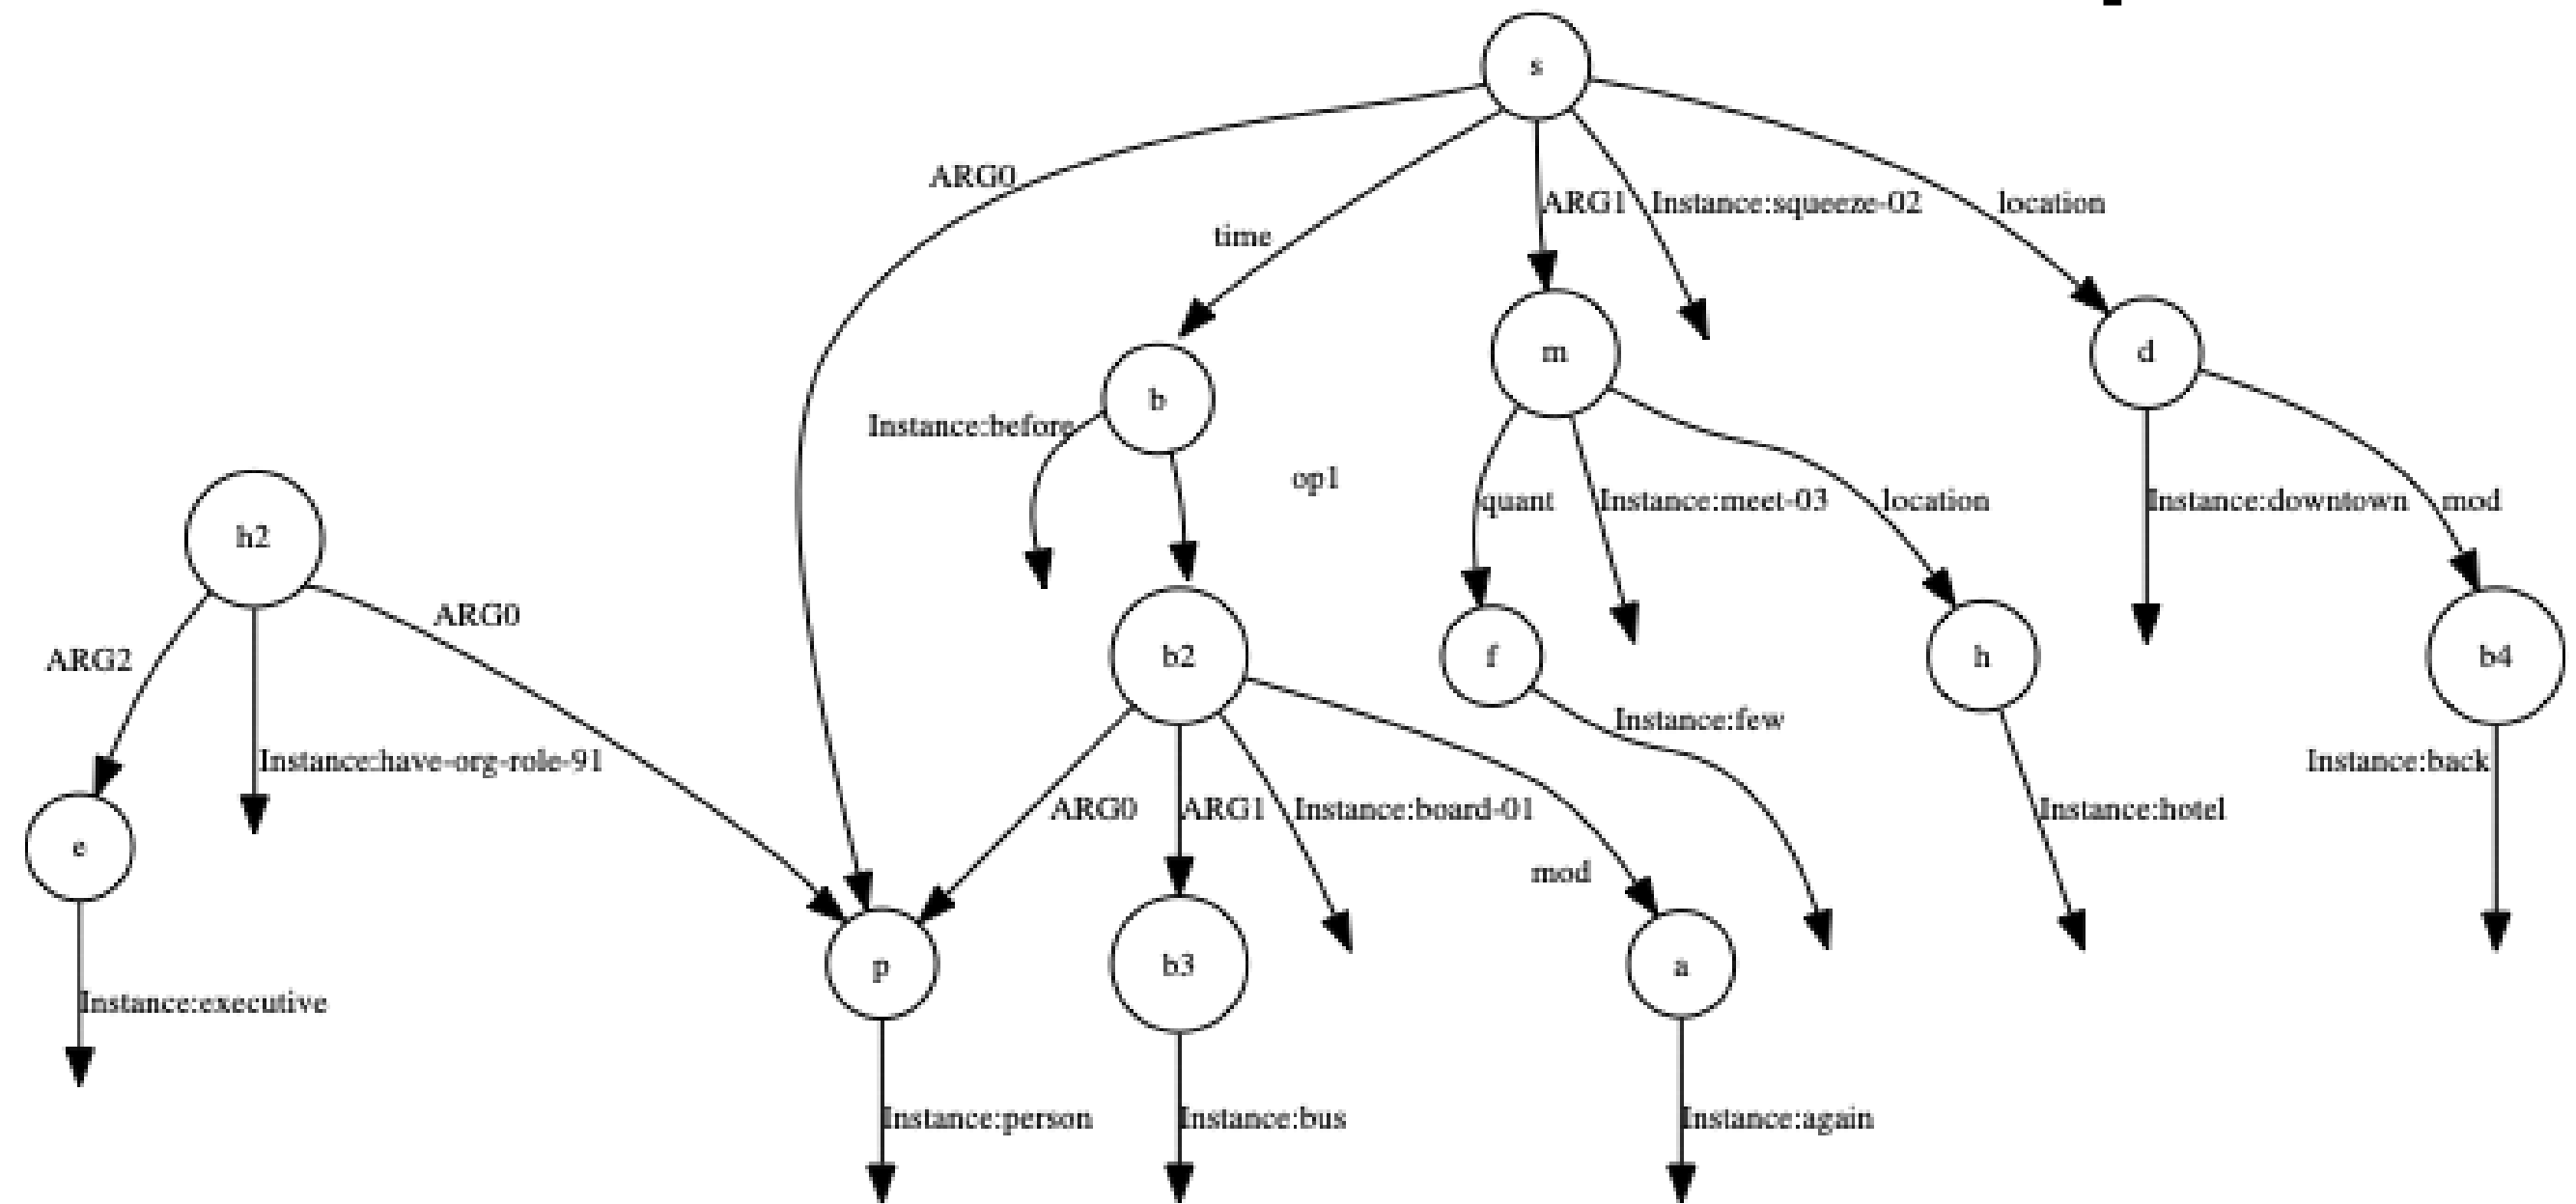 s
ARG0
ARG1
Instance:squeeze-02
location
time
m
d
b
Instance:before
op1
quant
Instance:meet-03
location
Instance:downtown
mod
h2
ARG0
ARG2
b2
f
h
b4
Instance:few
Instance:have-org-role-91
Instance:back
ARG0
ARG1
Instance:board-01
Instance:hotel
e
mod
p
b3
a
Instance:executive
Instance:person
Instance:bus
Instance:again